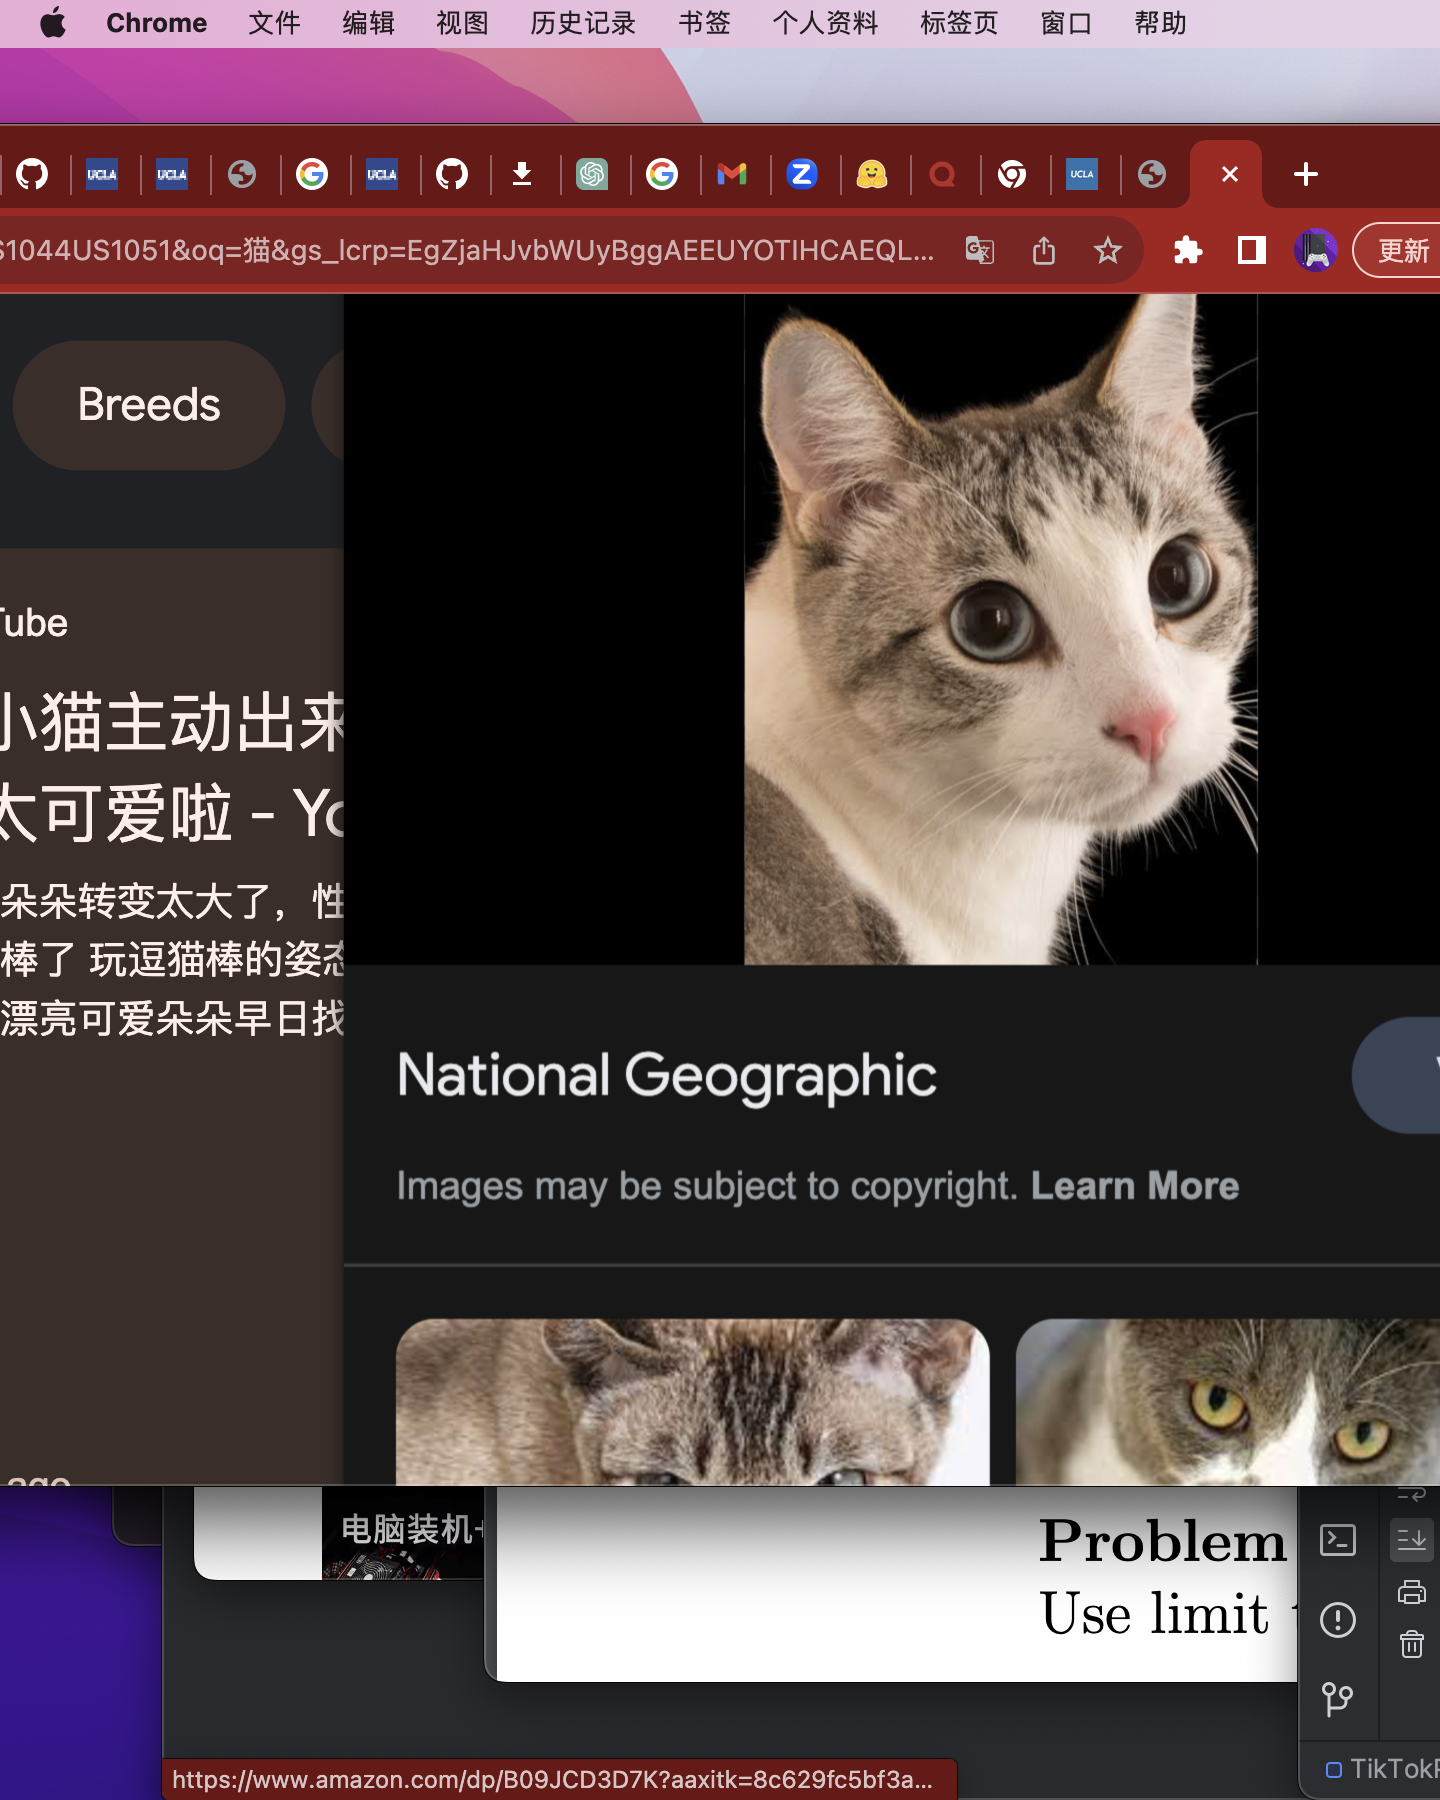 Chrome 文件 编辑 视图 历史记录 书签 个人资料 标签页 窗口 帮助
UCLA UCLA UCLA UCLA
S1044US1051&oq=猫&gs_lcrp=EgZjaHJvbWUyBggAEEUYOTIHCAEQL... 更新
Breeds
Tube
小猫主动出来
太可爱啦 - Yo
朵朵转变太大了，性
棒了 玩逗猫棒的姿态
漂亮可爱朵朵早日找
National Geographic
Images may be subject to copyright. Learn More
ago
电脑装机+
Problem
Use limit
https://www.amazon.com/dp/B09JCD3D7K?aaxitk=8c629fc5bf3a...
TikTok